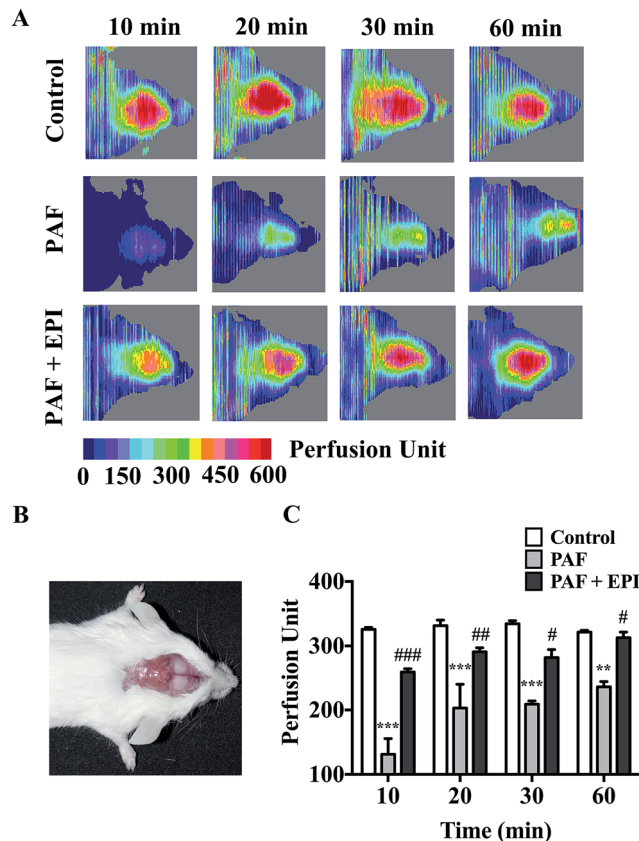 A
10 min 20 min 30 min 60 min
Control
PAF
PAF + EPI
Perfusion Unit
0 150 300 450 600
B
C
Control
PAF
PAF + EPI
Perfusion Unit
400
300
200
100
*** ### *** ## *** # ** #
10 20 30 60
Time (min)